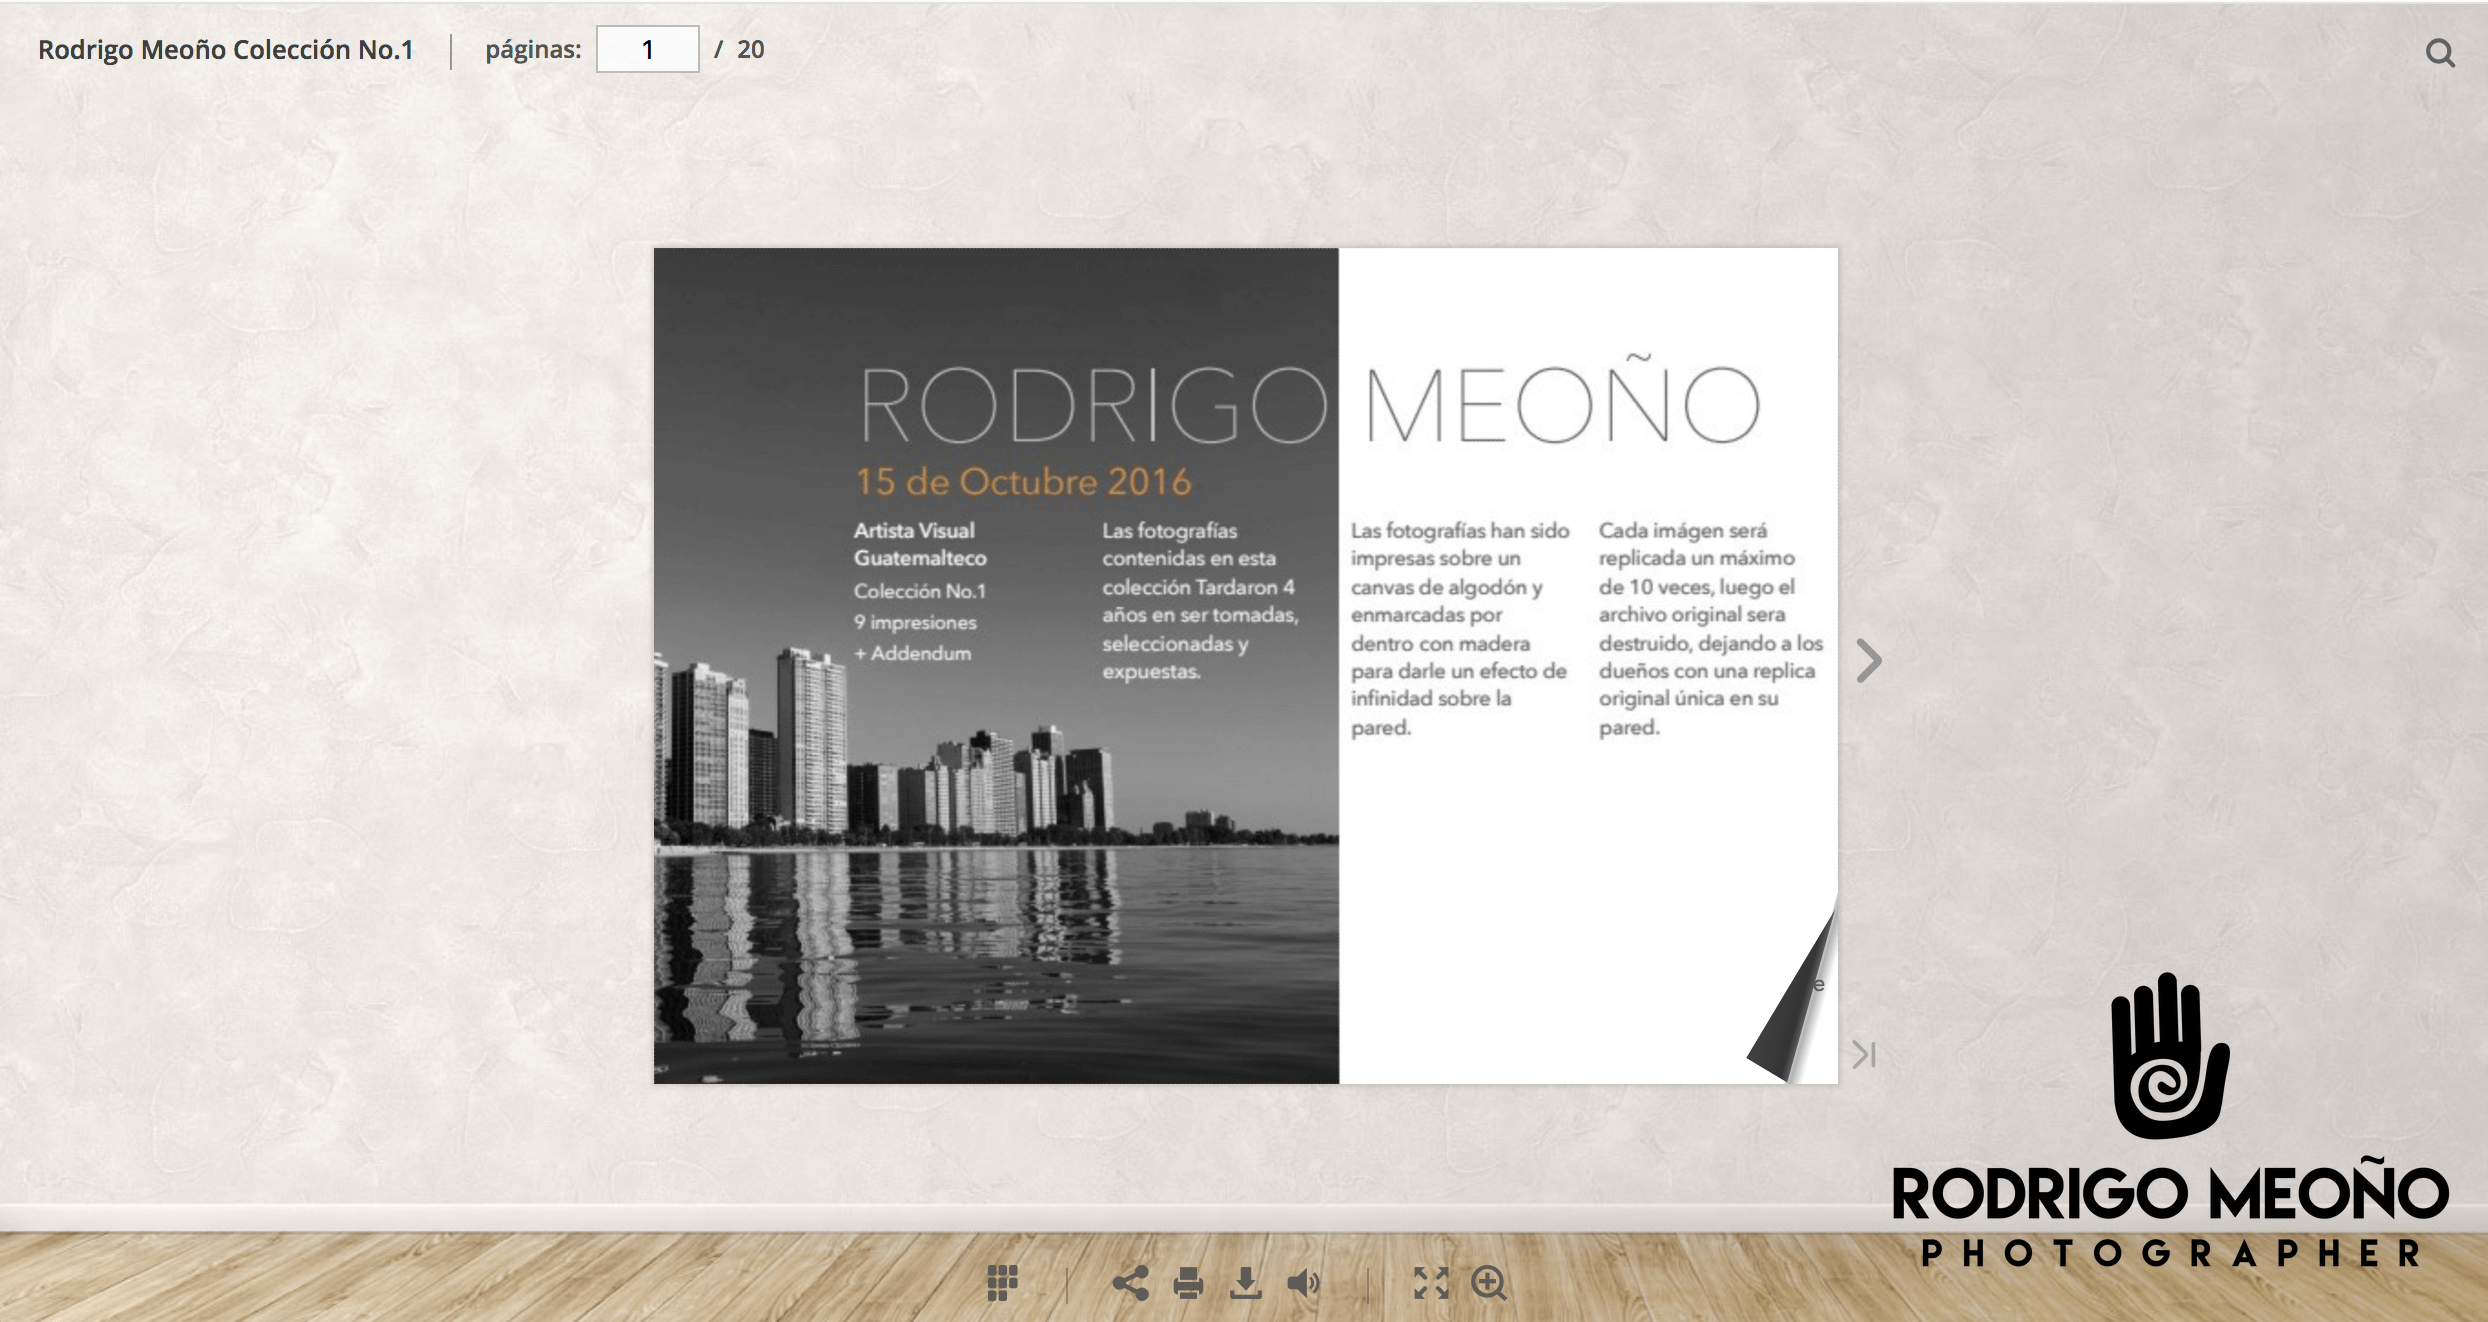 Rodrigo Meoño Colección No.1
páginas: 1 / 20
RODRIGO MEOÑO
15 de Octubre 2016
Artista Visual
Guatemalteco
Colección No.1
9 impresiones
+ Addendum
Las fotografías
contenidas en esta
colección Tardaron 4
años en ser tomadas,
seleccionadas y
expuestas.
Las fotografías han sido
impresas sobre un
canvas de algodón y
enmarcadas por
dentro con madera
para darle un efecto de
infinidad sobre la
pared.
Cada imágen será
replicada un máximo
de 10 veces, luego el
archivo original sera
destruido, dejando a los
dueños con una replica
original única en su
pared.
e
RODRIGO MEOÑO
PHOTOGRAPHER